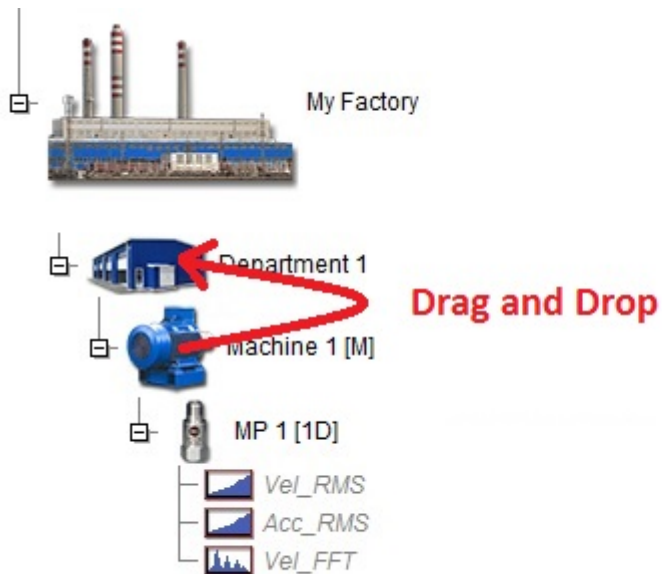 My Factory
Department 1
Drag and Drop
Machine 1 [M]
MP 1 [1D]
Vel_RMS
Acc_RMS
Vel_FFT